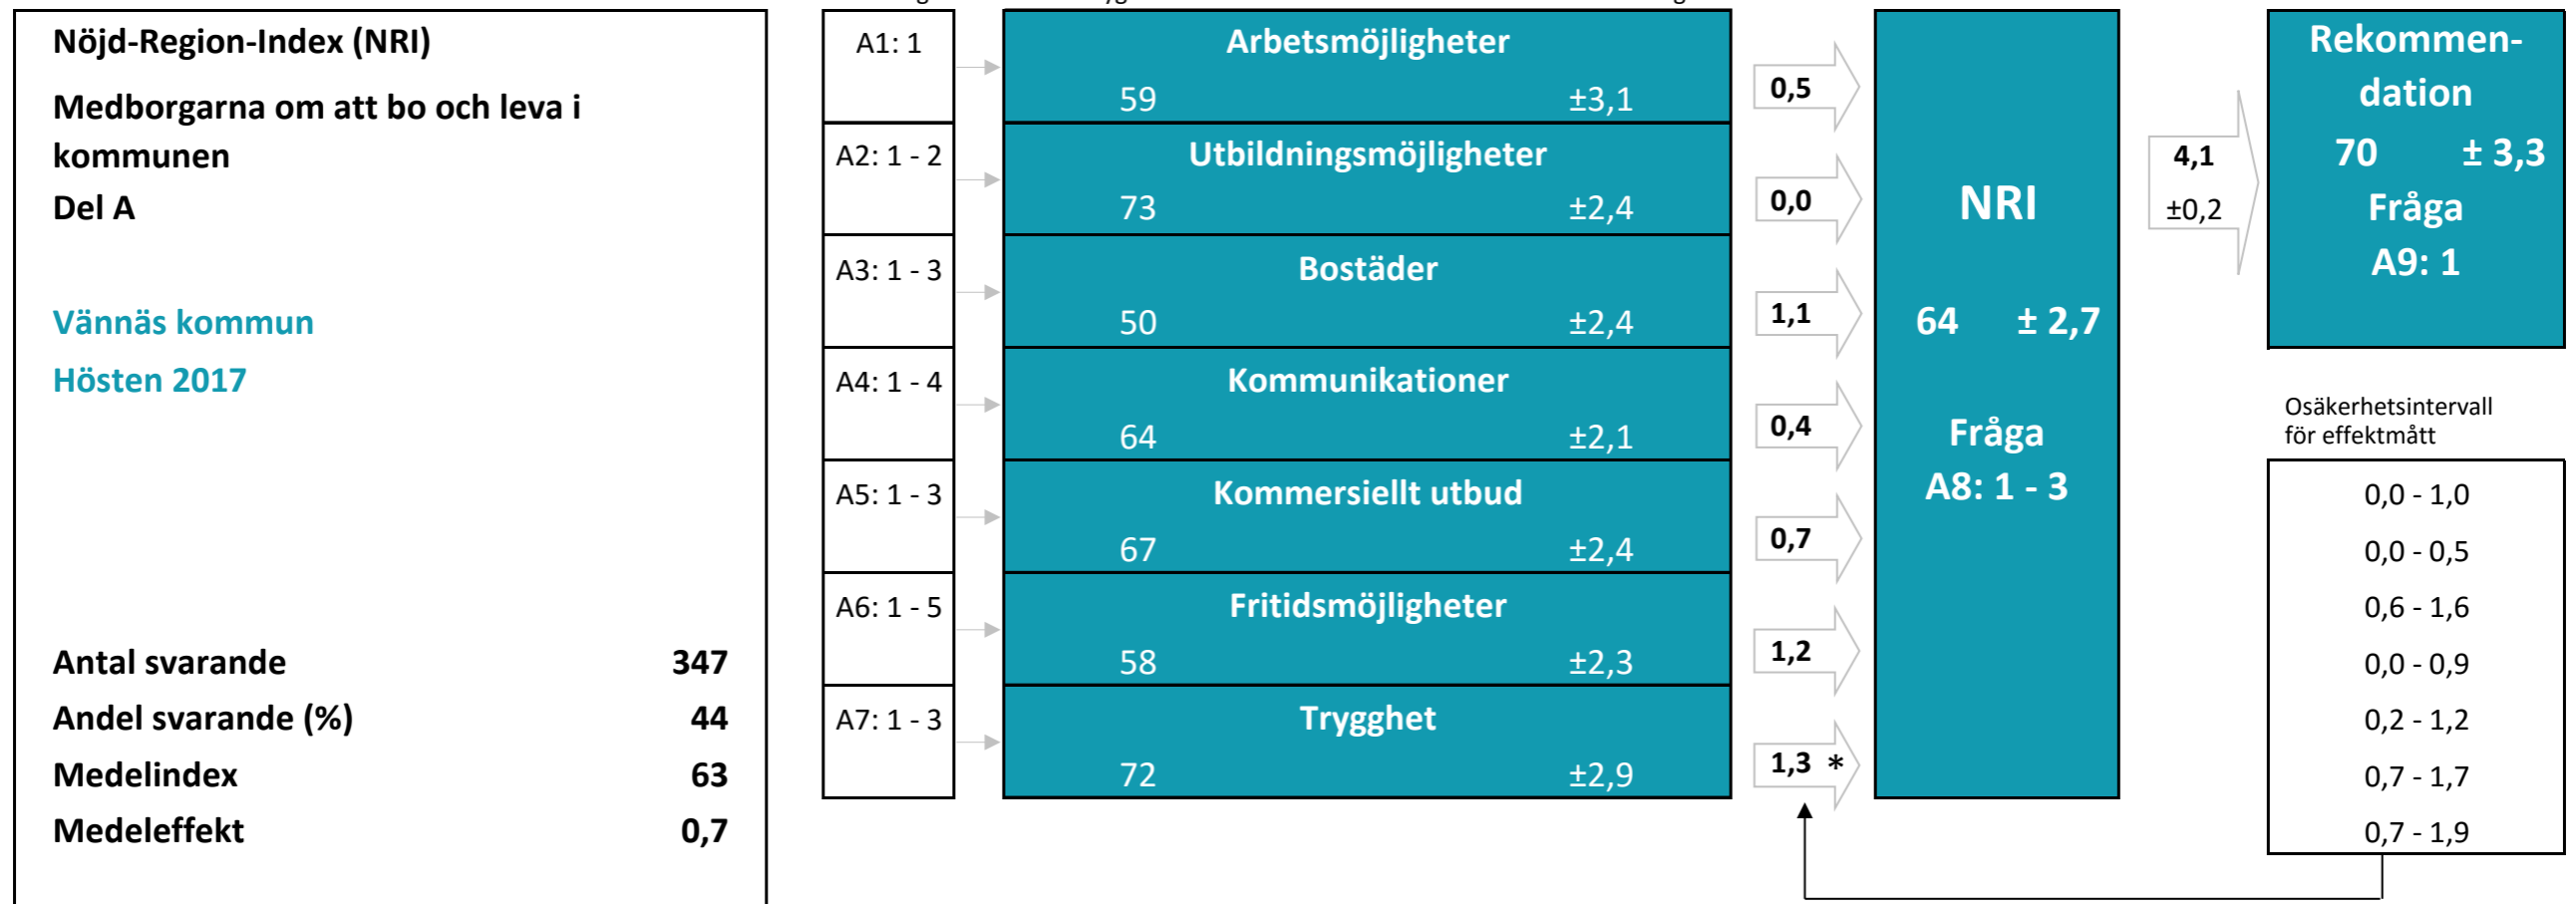 Nöjd-Region-Index (NRI)
Medborgarna om att bo och leva i
kommunen
Del A
Vännäs kommun
Hösten 2017
Antal svarande 347
Andel svarande (%) 44
Medelindex 63
Medeleffekt 0,7
A1: 1
Arbetsmöjligheter
59 ±3,1
0,5
A2: 1 - 2
Utbildningsmöjligheter
73 ±2,4
0,0
A3: 1 - 3
Bostäder
50 ±2,4
1,1
A4: 1 - 4
Kommunikationer
64 ±2,1
0,4
A5: 1 - 3
Kommersiellt utbud
67 ±2,4
0,7
A6: 1 - 5
Fritidsmöjligheter
58 ±2,3
1,2
A7: 1 - 3
Trygghet
72 ±2,9
1,3 *
NRI
64 ± 2,7
Fråga
A8: 1 - 3
4,1
±0,2
Rekommen-
dation
70 ± 3,3
Fråga
A9: 1
Osäkerhetsintervall
för effektmått
0,0 - 1,0
0,0 - 0,5
0,6 - 1,6
0,0 - 0,9
0,2 - 1,2
0,7 - 1,7
0,7 - 1,9